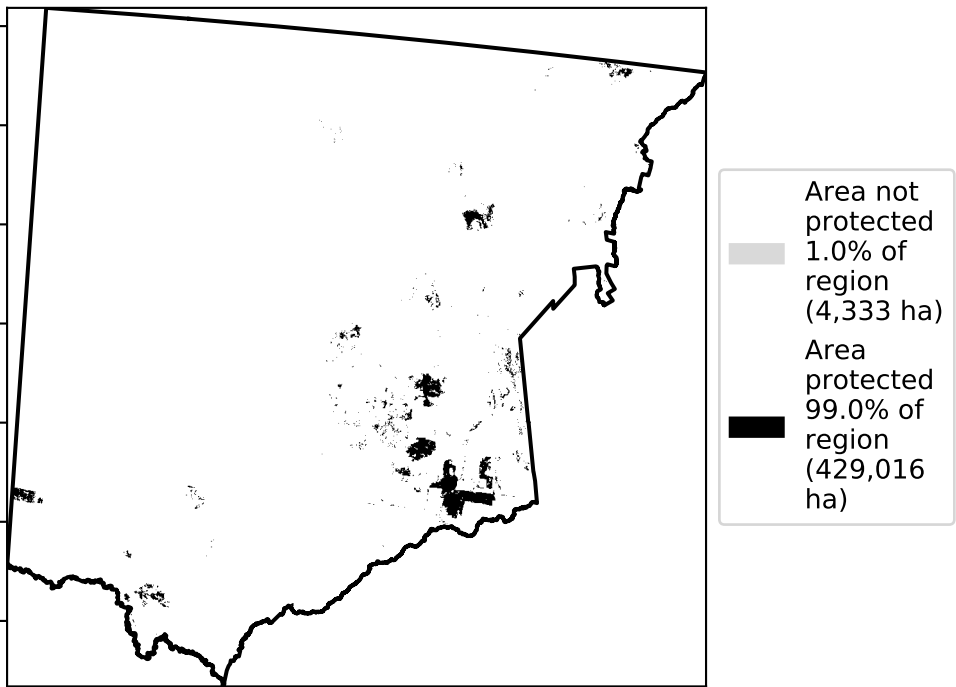 Area not
protected
1.0% of
region
(4,333 ha)
Area
protected
99.0% of
region
(429,016
ha)